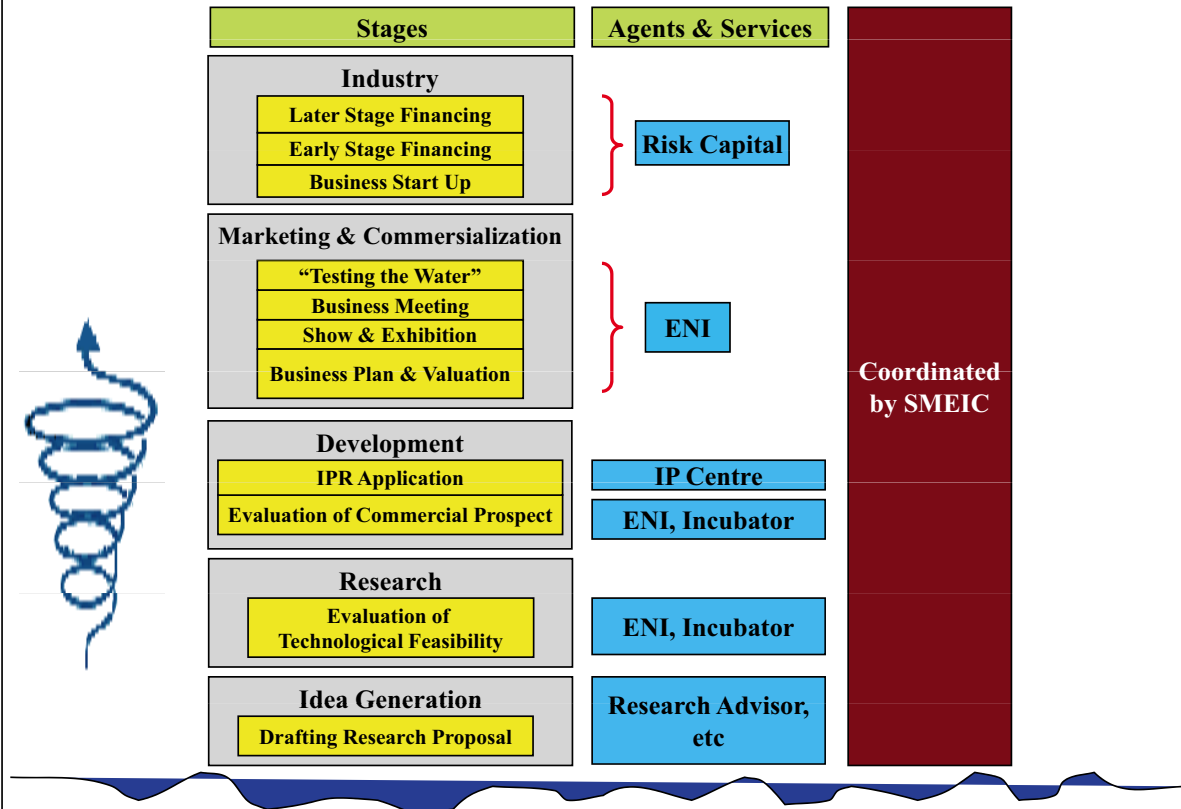 Stages
Agents & Services
Industry
Later Stage Financing
Early Stage Financing
Business Start Up
Risk Capital
Marketing & Commersialization
“Testing the Water”
Business Meeting
Show & Exhibition
Business Plan & Valuation
ENI
Coordinated
by SMEIC
Development
IPR Application
Evaluation of Commercial Prospect
IP Centre
ENI, Incubator
Research
Evaluation of
Technological Feasibility
ENI, Incubator
Idea Generation
Drafting Research Proposal
Research Advisor,
etc